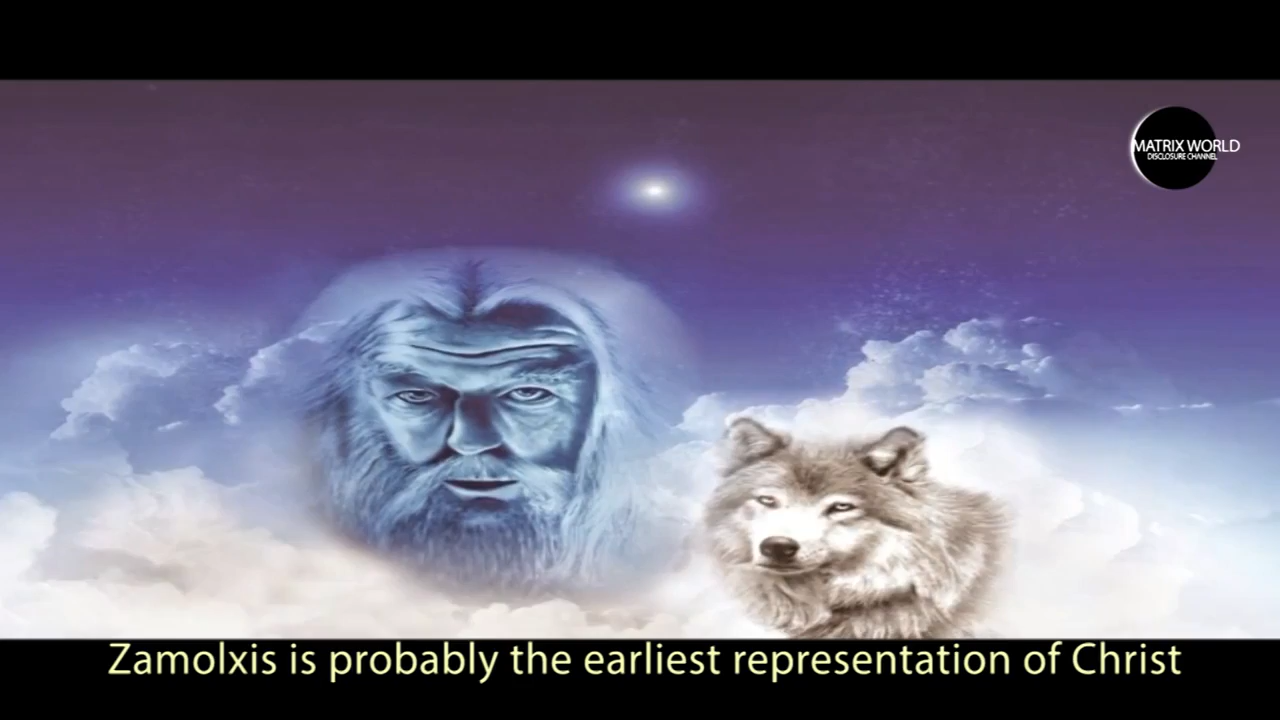 MATRIX WORLD
DISCLOSURE CHANNEL
Zamolxis is probably the earliest representation of Christ